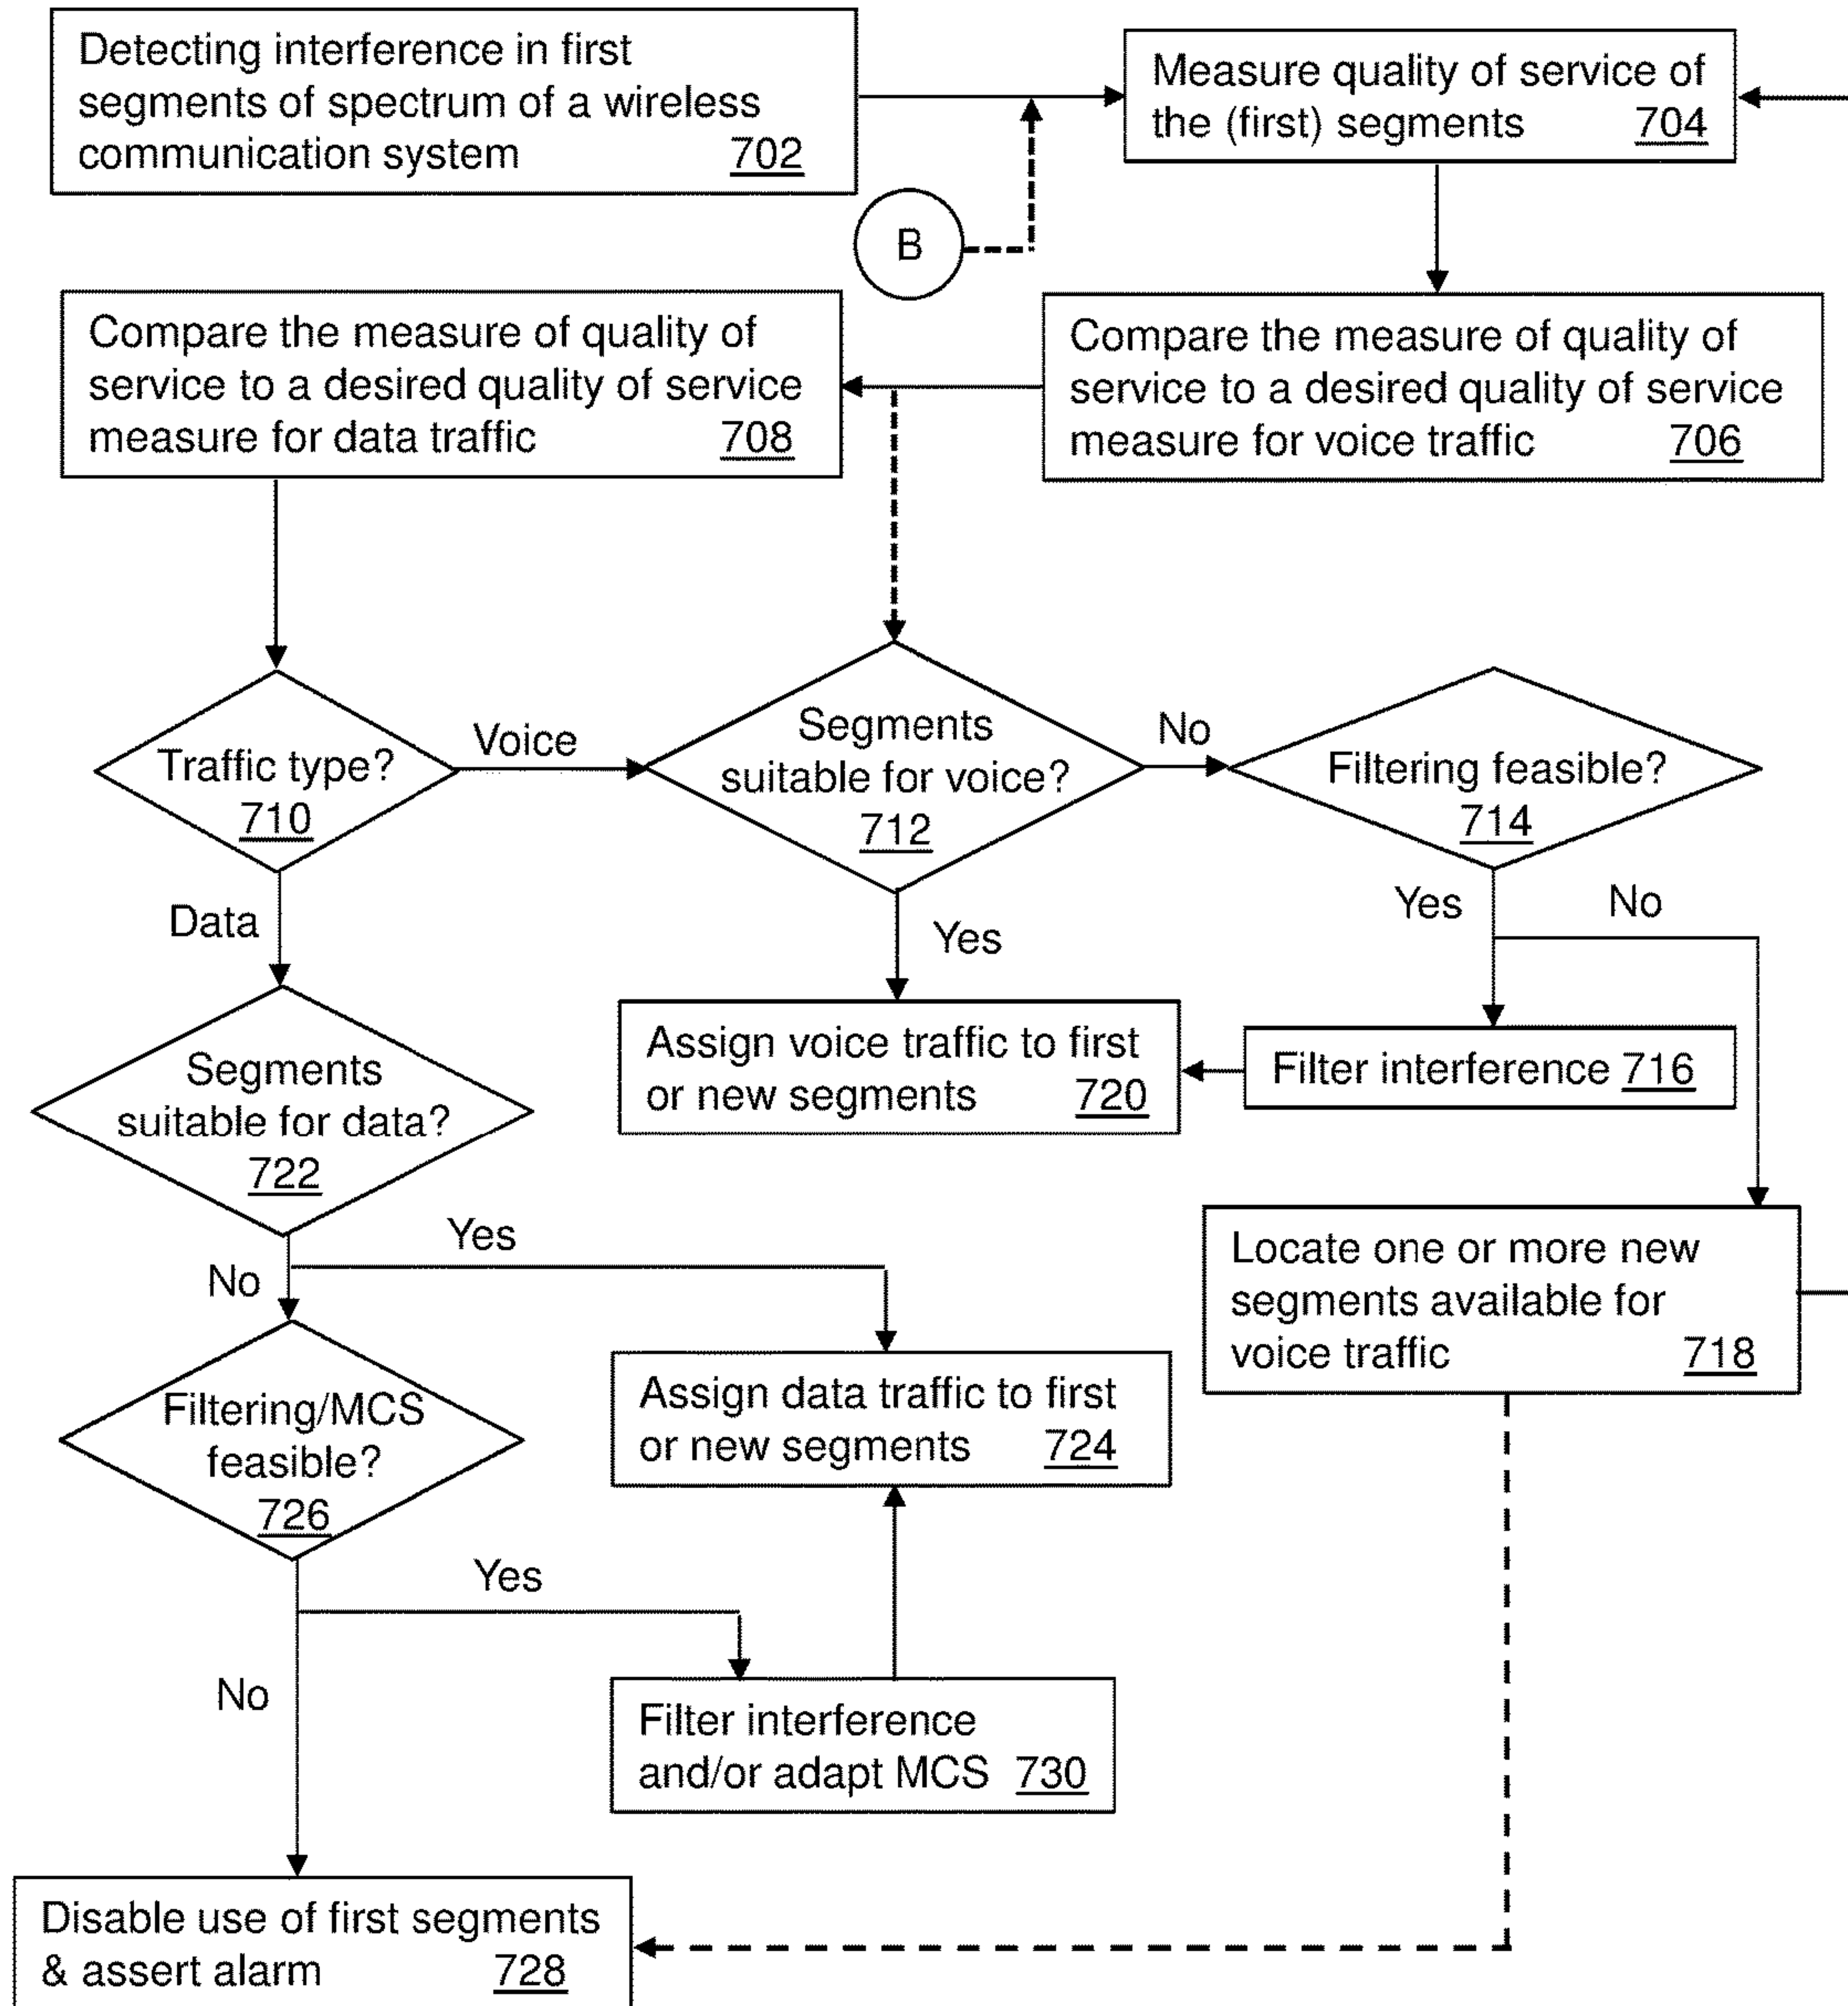 Detecting interference in first
segments of spectrum of a wireless
communication system 702
Measure quality of service of
the (first) segments 704
B
Compare the measure of quality of
service to a desired quality of service
measure for data traffic 708
Compare the measure of quality of
service to a desired quality of service
measure for voice traffic 706
Traffic type?
710
Voice
Segments
suitable for voice?
712
No
Filtering feasible?
714
Data
Yes
Yes
No
Segments
suitable for data?
722
Assign voice traffic to first
or new segments 720
Filter interference 716
Yes
No
Locate one or more new
segments available for
voice traffic 718
Filtering/MCS
feasible?
726
Assign data traffic to first
or new segments 724
Yes
No
Filter interference
and/or adapt MCS 730
Disable use of first segments
& assert alarm 728